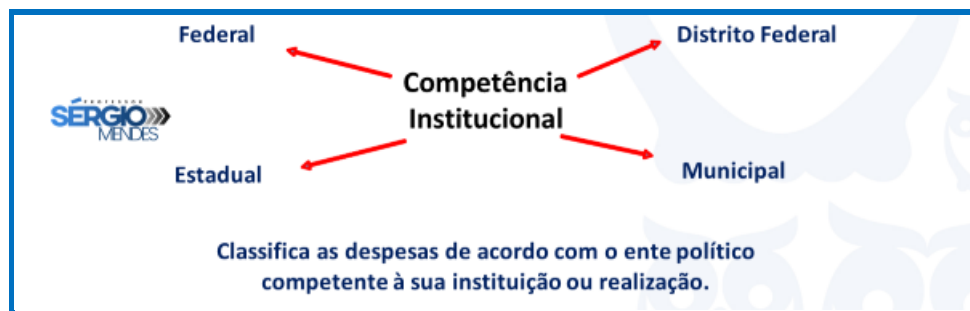 Federal
Distrito Federal
Competência
Institucional
PROFESSOR
SÉRGIO
MENDES
Estadual
Municipal
Classifica as despesas de acordo com o ente político
competente à sua instituição ou realização.